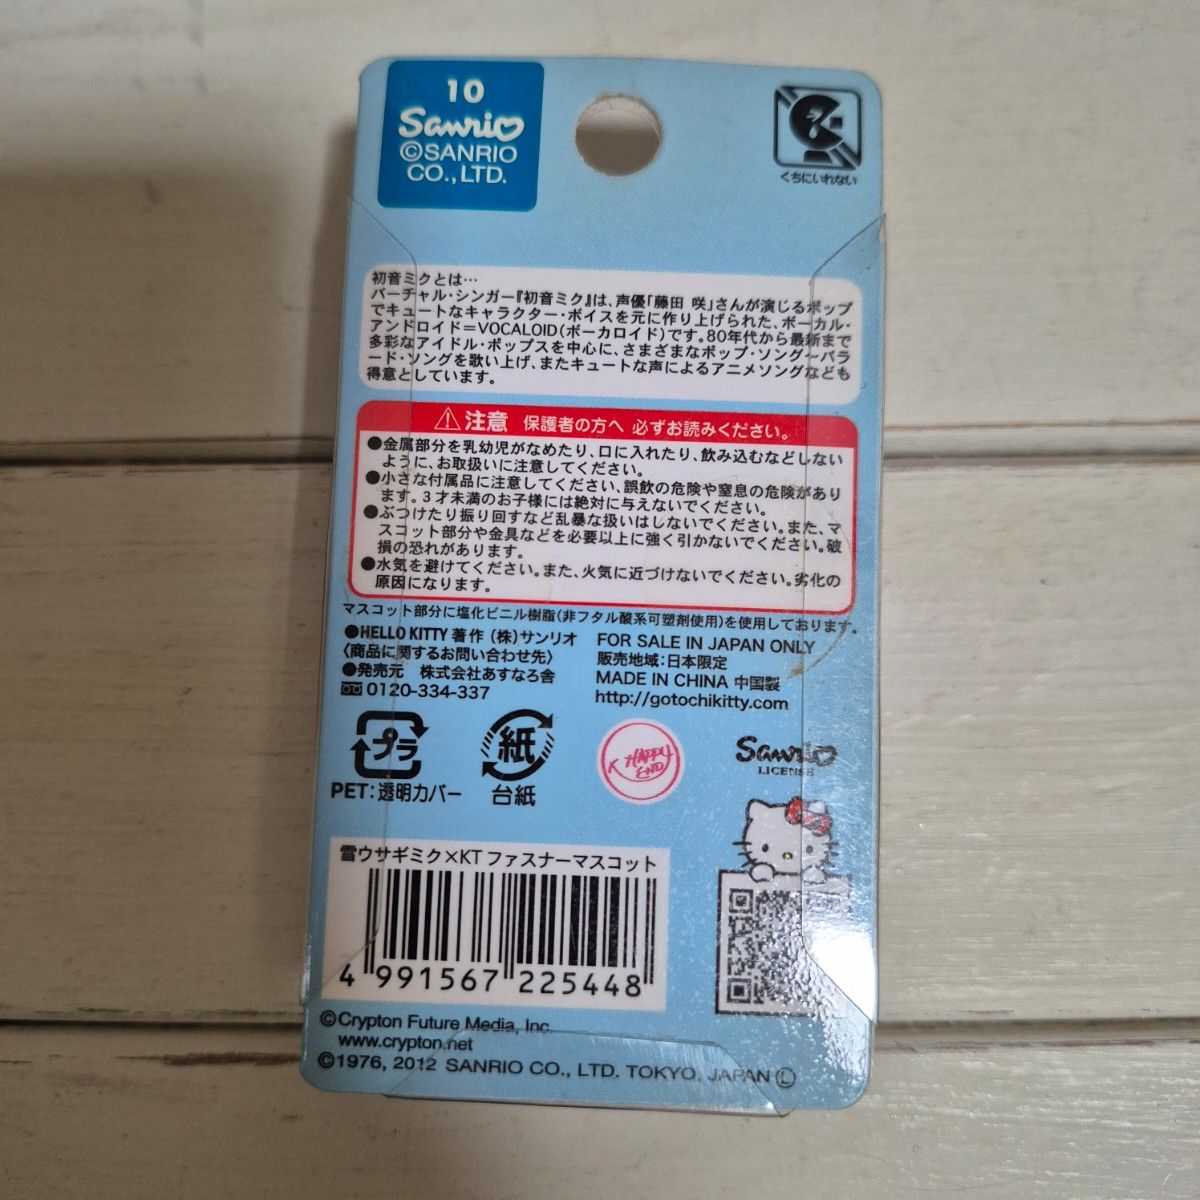 10
Sanrio
©SANRIO
CO.,LTD.
くちにいれない
初音ミクとは…
バーチャル・シンガー『初音ミク』は、声優「藤田 咲」さんが演じるポップ
でキュートなキャラクター・ボイスを元に作り上げられた、ボーカル・
アンドロイド=VOCALOID(ボーカロイド)です。80年代から最新まで
多彩なアイドル・ポップスを中心に、さまざまなポップ・ソング〜バラ
ード・ソングを歌い上げ、またキュートな声によるアニメソングなども
得意としています。
⚠注意 保護者の方へ 必ずお読みください。
●金属部分を乳幼児がなめたり、口に入れたり、飲み込むなどしない
ように、お取扱いに注意してください。
●小さな付属品に注意してください、誤飲の危険や窒息の危険があり
ます。3才未満のお子様には絶対に与えないでください。
●ぶつけたり振り回すなど乱暴な扱いはしないでください。また、マ
スコット部分や金具などを必要以上に強く引かないでください。破
損の恐れがあります。
●水気を避けてください。また、火気に近づけないでください。劣化の
原因になります。
マスコット部分に塩化ビニル樹脂(非フタル酸系可塑剤使用)を使用しております。
●HELLO KITTY 著作 (株)サンリオ
〈商品に関するお問い合わせ先〉
●発売元 株式会社あすなろ舎
0120-334-337
FOR SALE IN JAPAN ONLY
販売地域:日本限定
MADE IN CHINA 中国製
http://gotochikitty.com
プラ
PET:透明カバー
紙
台紙
K HAPPY
END
Sanrio
LICENSE
雪ウサギミク×KT ファスナーマスコット
4 991567 225448
©Crypton Future Media, Inc.
www.crypton.net
©1976, 2012 SANRIO CO., LTD. TOKYO, JAPAN Ⓛ